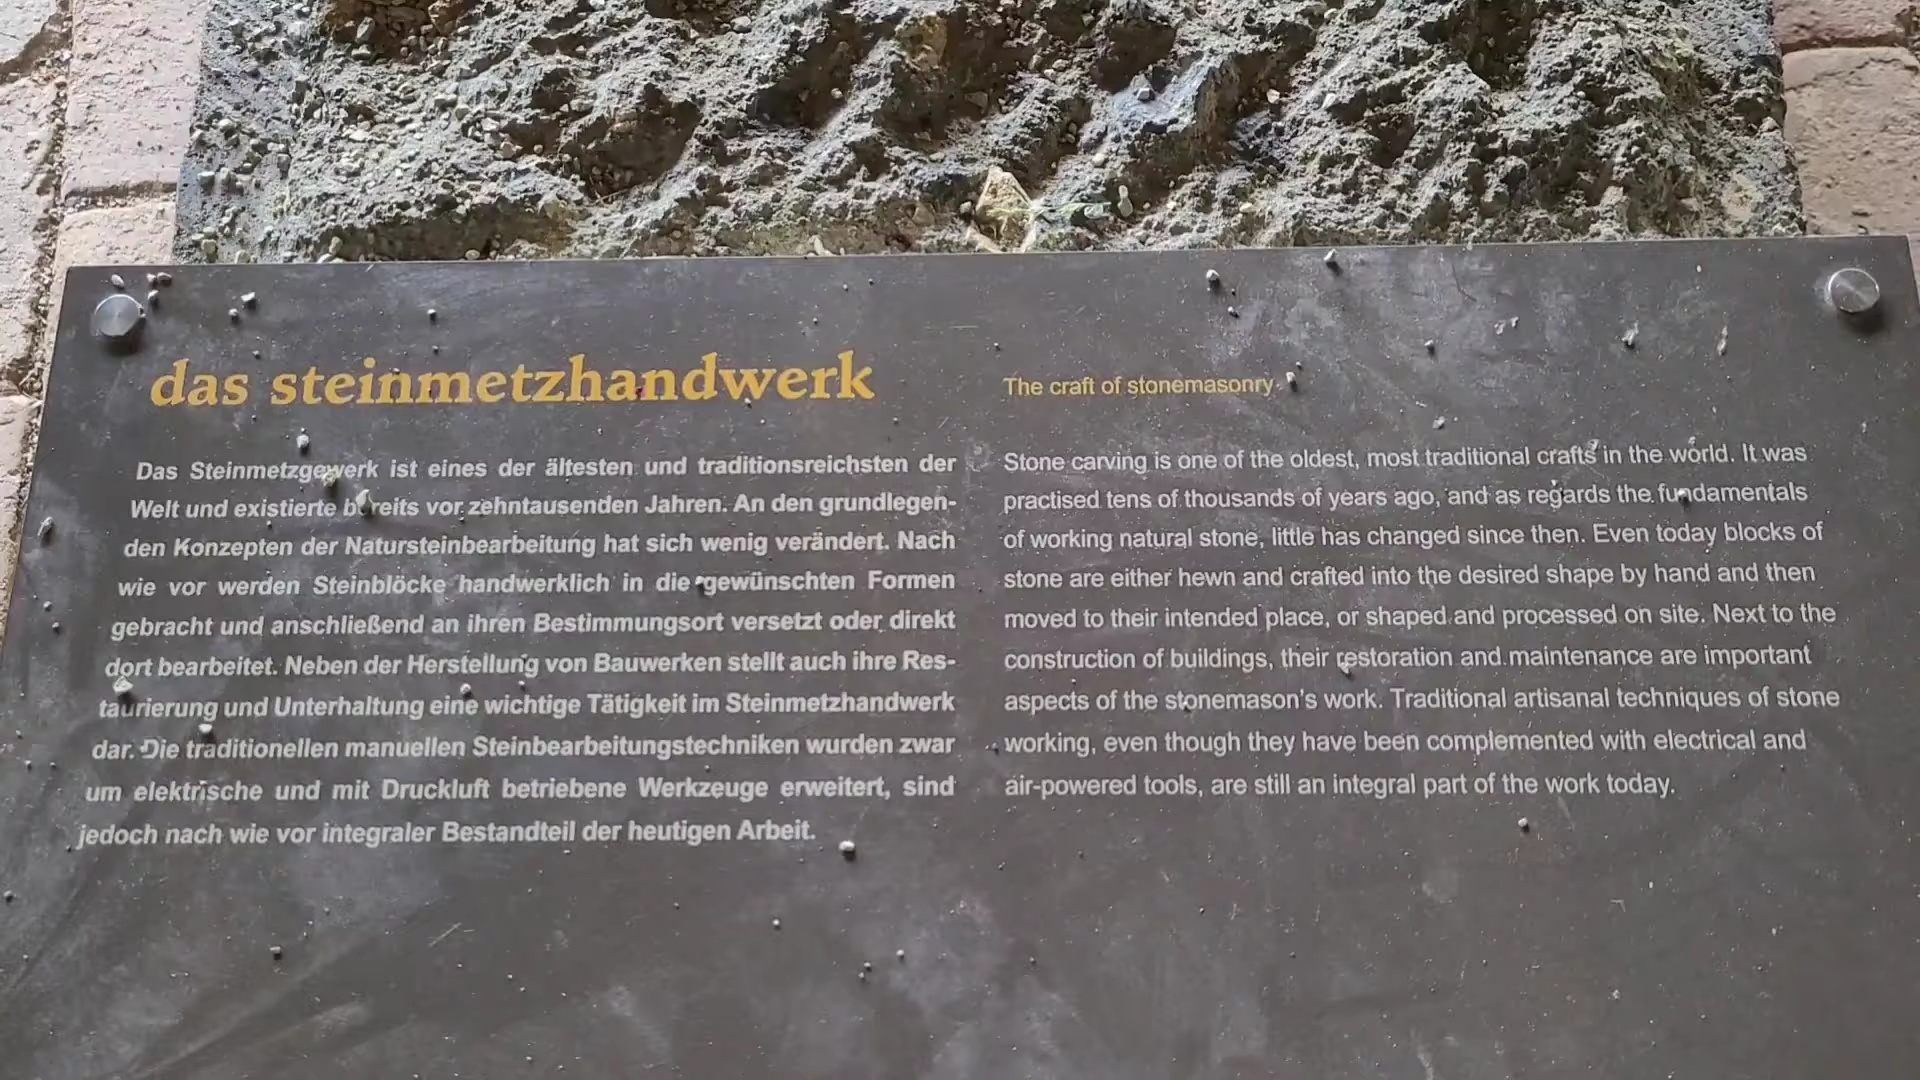 das steinmetzhandwerk
Das Steinmetzgewerk ist eines der ältesten und traditionsreichsten der
Welt und existierte bereits vor zehntausenden Jahren. An den grundlegen-
den Konzepten der Natursteinbearbeitung hat sich wenig verändert. Nach
wie vor werden Steinblöcke handwerklich in die gewünschten Formen
gebracht und anschließend an ihren Bestimmungsort versetzt oder direkt
dort bearbeitet. Neben der Herstellung von Bauwerken stellt auch ihre Res-
taurierung und Unterhaltung eine wichtige Tätigkeit im Steinmetzhandwerk
dar. Die traditionellen manuellen Steinbearbeitungstechniken wurden zwar
um elektrische und mit Druckluft betriebene Werkzeuge erweitert, sind
jedoch nach wie vor integraler Bestandteil der heutigen Arbeit.
The craft of stonemasonry
Stone carving is one of the oldest, most traditional crafts in the world. It was
practised tens of thousands of years ago, and as regards the fundamentals
of working natural stone, little has changed since then. Even today blocks of
stone are either hewn and crafted into the desired shape by hand and then
moved to their intended place, or shaped and processed on site. Next to the
construction of buildings, their restoration and maintenance are important
aspects of the stonemason's work. Traditional artisanal techniques of stone
working, even though they have been complemented with electrical and
air-powered tools, are still an integral part of the work today.